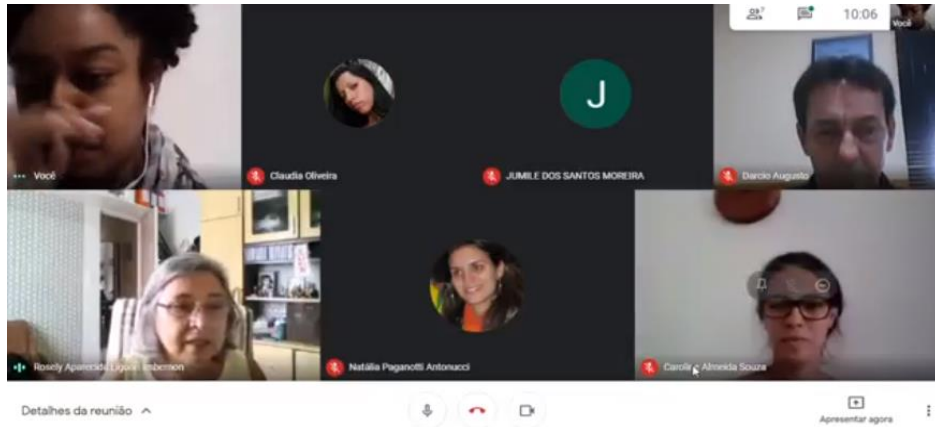 7
10:06
Você
J
Você
Claudia Oliveira
JUMILE DOS SANTOS MOREIRA
Darcio Augusto
Rosely Aparecida
Natália Paganotti Antonucci
Almeida Souza
Detalhes da reunião
Apresentar agora